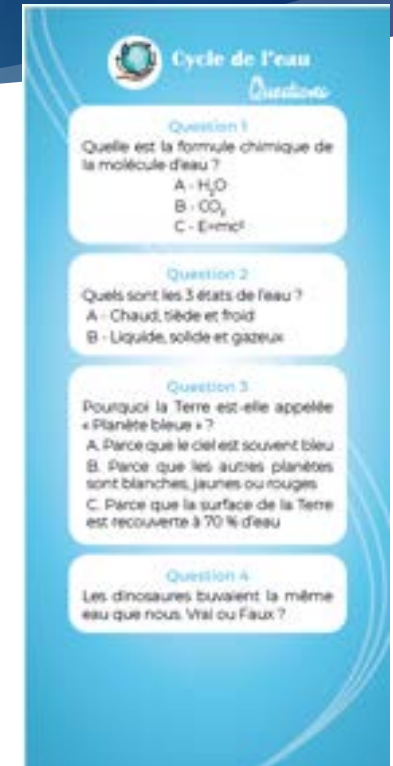 Cycle de l'eau
Questions
Question 1
Quelle est la formule chimique de
la molécule d'eau ?
A - H₂O
B - CO₂
C - E=mc²
Question 2
Quels sont les 3 états de l'eau ?
A - Chaud, tiède et froid
B - Liquide, solide et gazeux
Question 3
Pourquoi la Terre est-elle appelée
« Planète bleue » ?
A. Parce que le ciel est souvent bleu
B. Parce que les autres planètes
sont blanches, jaunes ou rouges
C. Parce que la surface de la Terre
est recouverte à 70 % d'eau
Question 4
Les dinosaures buvaient la même
eau que nous. Vrai ou Faux ?